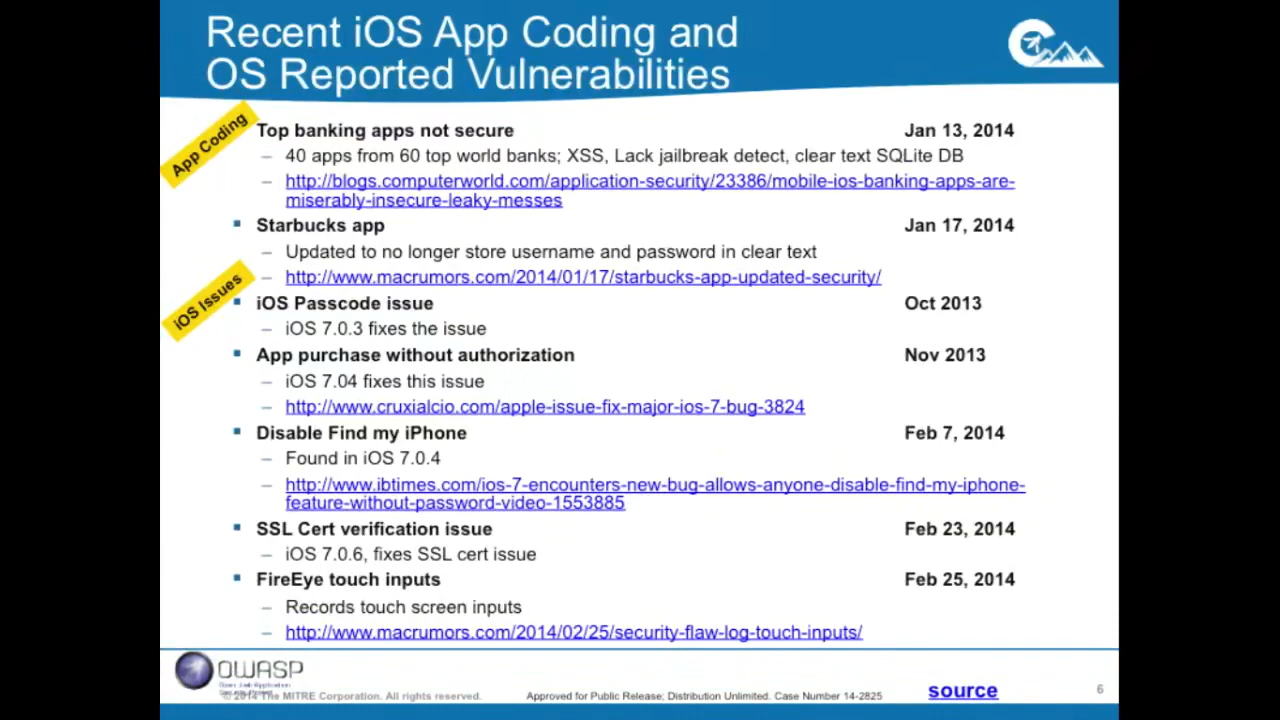 Recent iOS App Coding and
OS Reported Vulnerabilities
App Coding
Top banking apps not secure Jan 13, 2014
– 40 apps from 60 top world banks; XSS, Lack jailbreak detect, clear text SQLite DB
– http://blogs.computerworld.com/application-security/23386/mobile-ios-banking-apps-are-
miserably-insecure-leaky-messes
▪ Starbucks app Jan 17, 2014
– Updated to no longer store username and password in clear text
– http://www.macrumors.com/2014/01/17/starbucks-app-updated-security/
iOS Issues
▪ iOS Passcode issue Oct 2013
– iOS 7.0.3 fixes the issue
▪ App purchase without authorization Nov 2013
– iOS 7.04 fixes this issue
– http://www.cruxialcio.com/apple-issue-fix-major-ios-7-bug-3824
▪ Disable Find my iPhone Feb 7, 2014
– Found in iOS 7.0.4
– http://www.ibtimes.com/ios-7-encounters-new-bug-allows-anyone-disable-find-my-iphone-
feature-without-password-video-1553885
▪ SSL Cert verification issue Feb 23, 2014
– iOS 7.0.6, fixes SSL cert issue
▪ FireEye touch inputs Feb 25, 2014
– Records touch screen inputs
– http://www.macrumors.com/2014/02/25/security-flaw-log-touch-inputs/
OWASP
© 2014 The MITRE Corporation. All rights reserved. Approved for Public Release; Distribution Unlimited. Case Number 14-2825 source 6